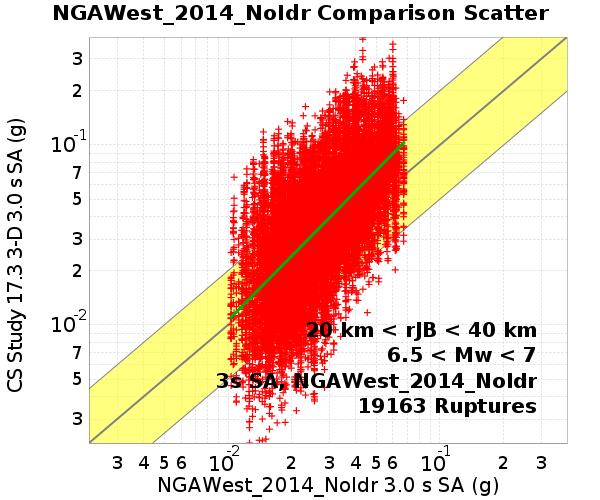 NGAWest_2014_NoIdr Comparison Scatter
CS Study 17.3 3-D 3.0 s SA (g)
3
2
10^-1
7
5
3
2
10^-2
7
5
3
20 km < rJB < 40 km
6.5 < Mw < 7
3s SA, NGAWest_2014_NoIdr
19163 Ruptures
3 4 5 6 10^-2 2 3 4 5 6 10^-1 2 3
NGAWest_2014_NoIdr 3.0 s SA (g)